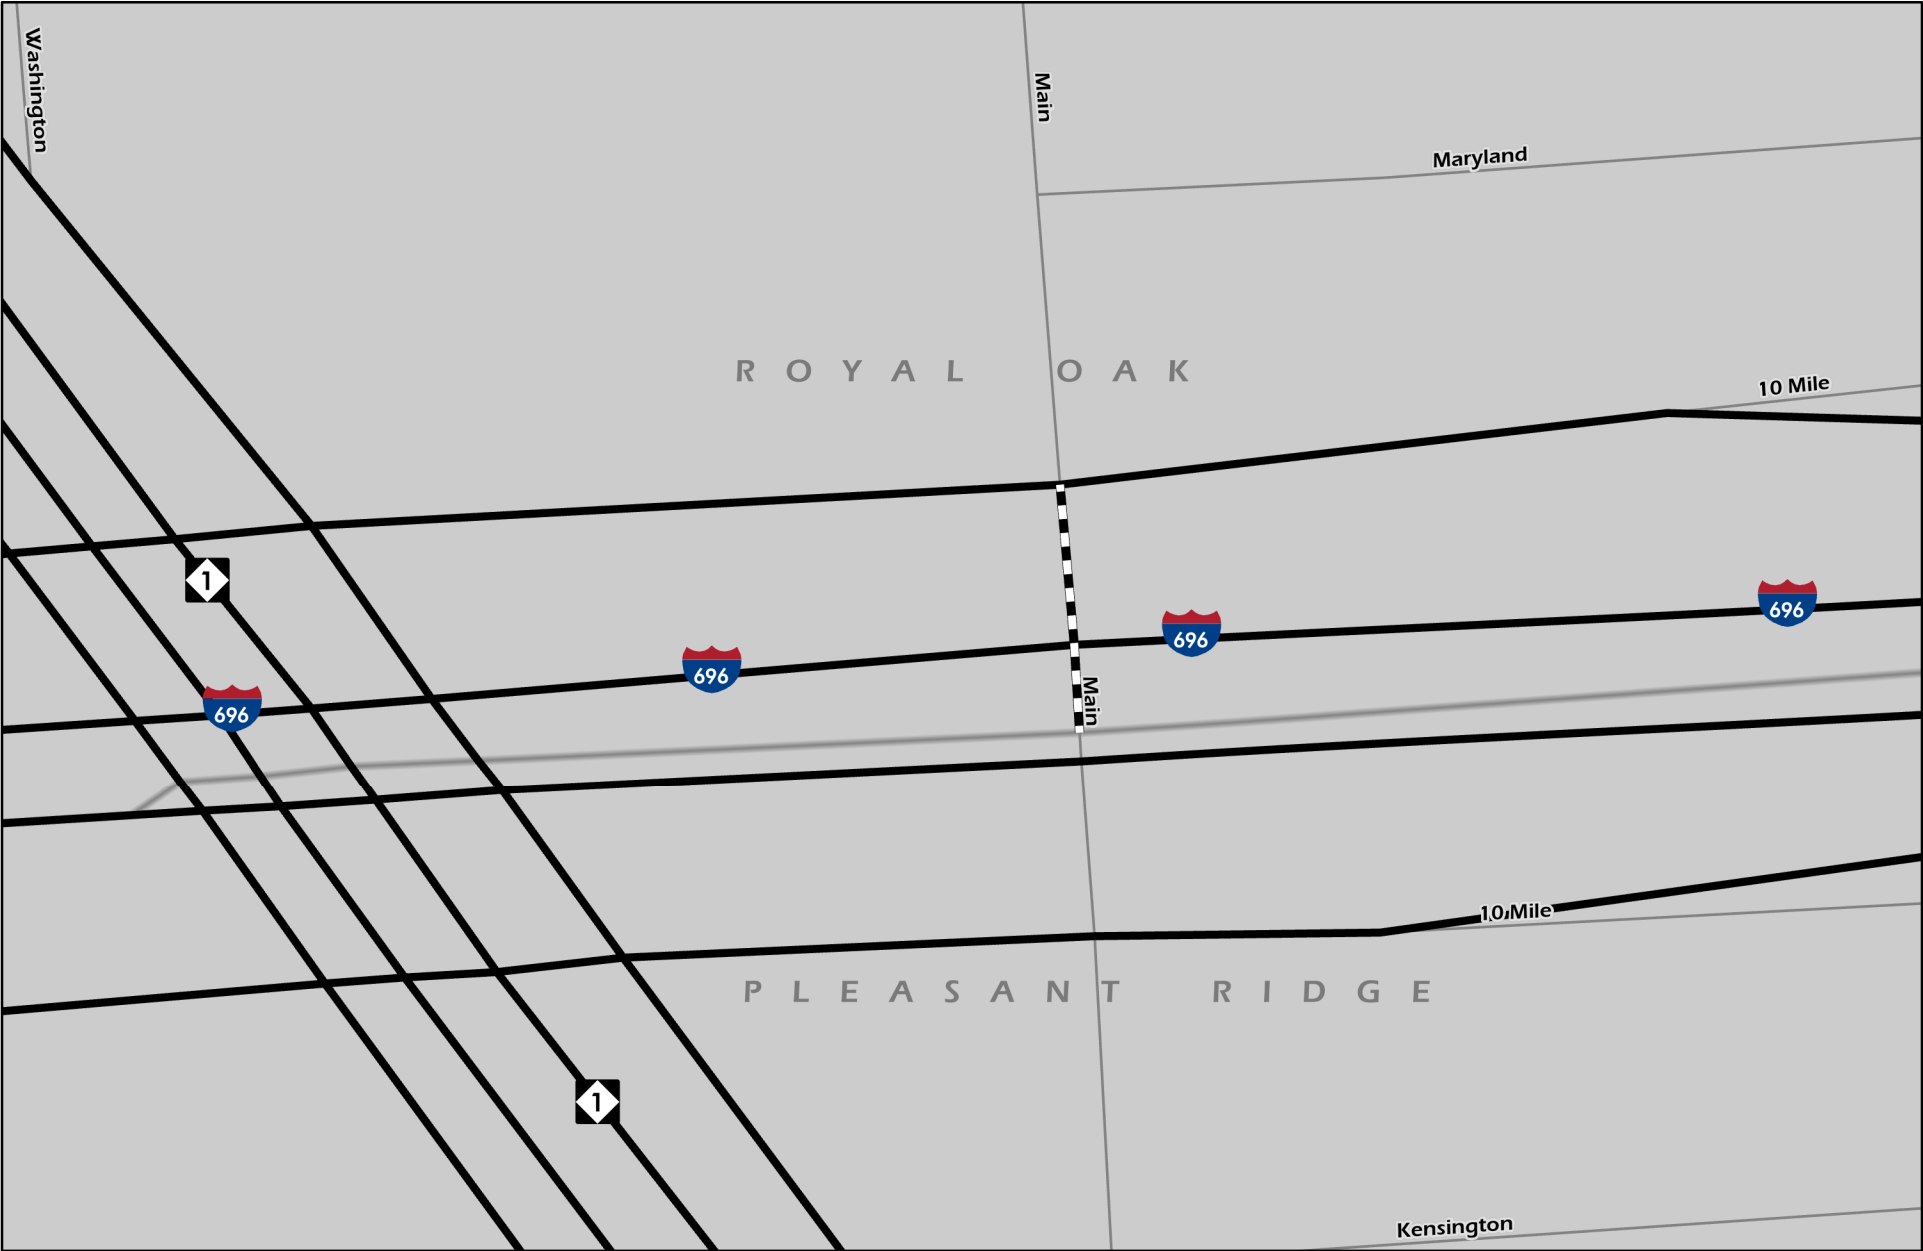 Washington
Main
Maryland
ROYAL OAK
10 Mile
1
696
696
696
696
Main
10 Mile
PLEASANT RIDGE
1
Kensington